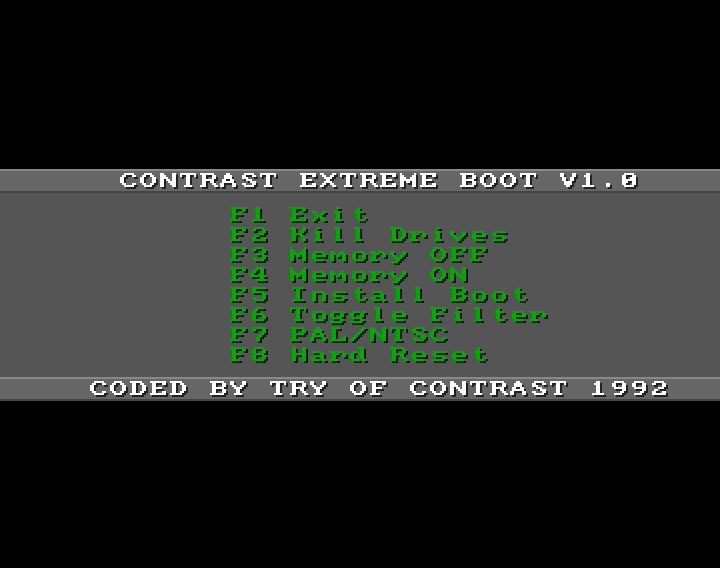 CONTRAST EXTREME BOOT V1.0
F1 Exit
F2 Kill Drives
F3 Memory OFF
F4 Memory ON
F5 Install Boot
F6 Toggle Filter
F7 PAL/NTSC
F8 Hard Reset
CODED BY TRY OF CONTRAST 1992